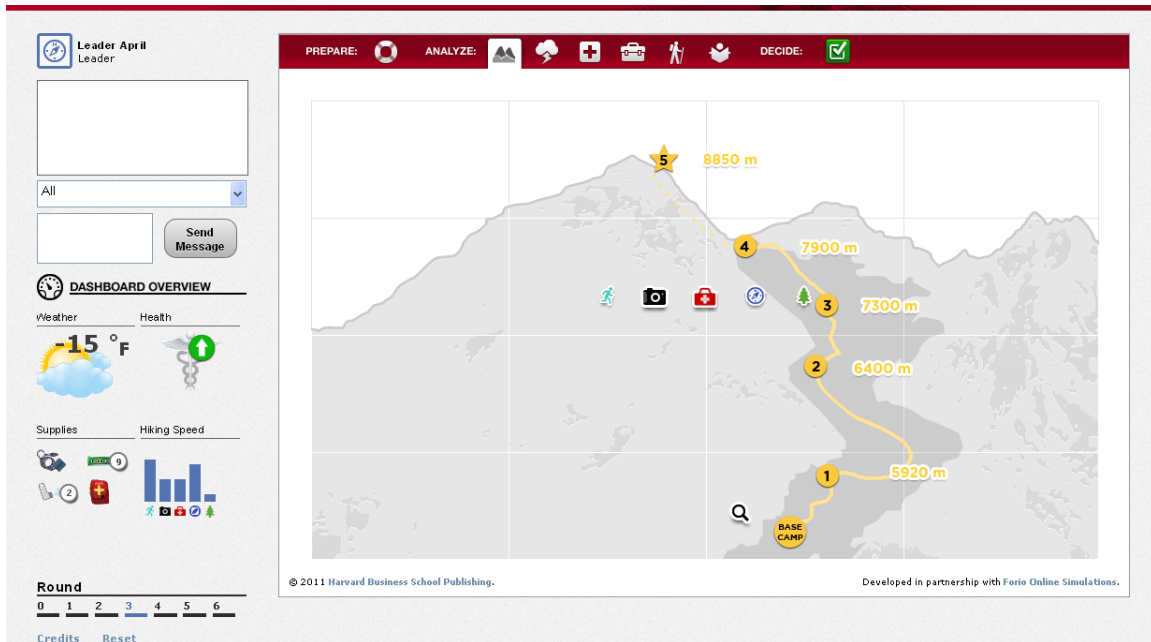 Leader April
Leader
PREPARE:
ANALYZE:
DECIDE:
All
Send
Message
DASHBOARD OVERVIEW
Weather
Health
-15 °F
Supplies
Hiking Speed
9
2
Round
0 1 2 3 4 5 6
Credits
Reset
5
8850 m
4
7900 m
3
7300 m
2
6400 m
1
5920 m
BASE
CAMP
© 2011 Harvard Business School Publishing.
Developed in partnership with Forio Online Simulations.